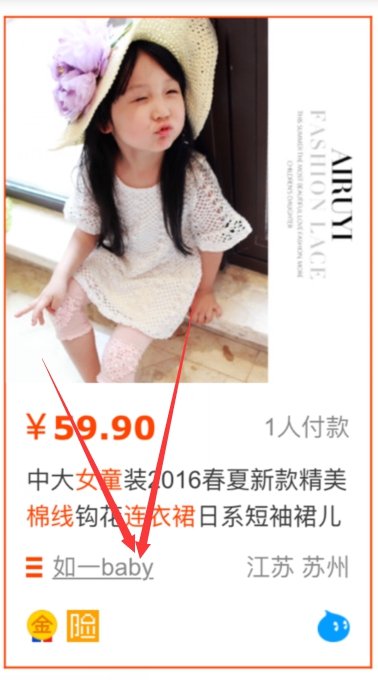 AIRUYI
FASHION LACE
THIS SUMMER THE MOST BEAUTIFUL LOVE FASHION MORE
CHILDREN'S DAUGHTER
¥59.90
1人付款
中大女童装2016春夏新款精美
棉线钩花连衣裙日系短袖裙儿
如一baby
江苏 苏州
金
险